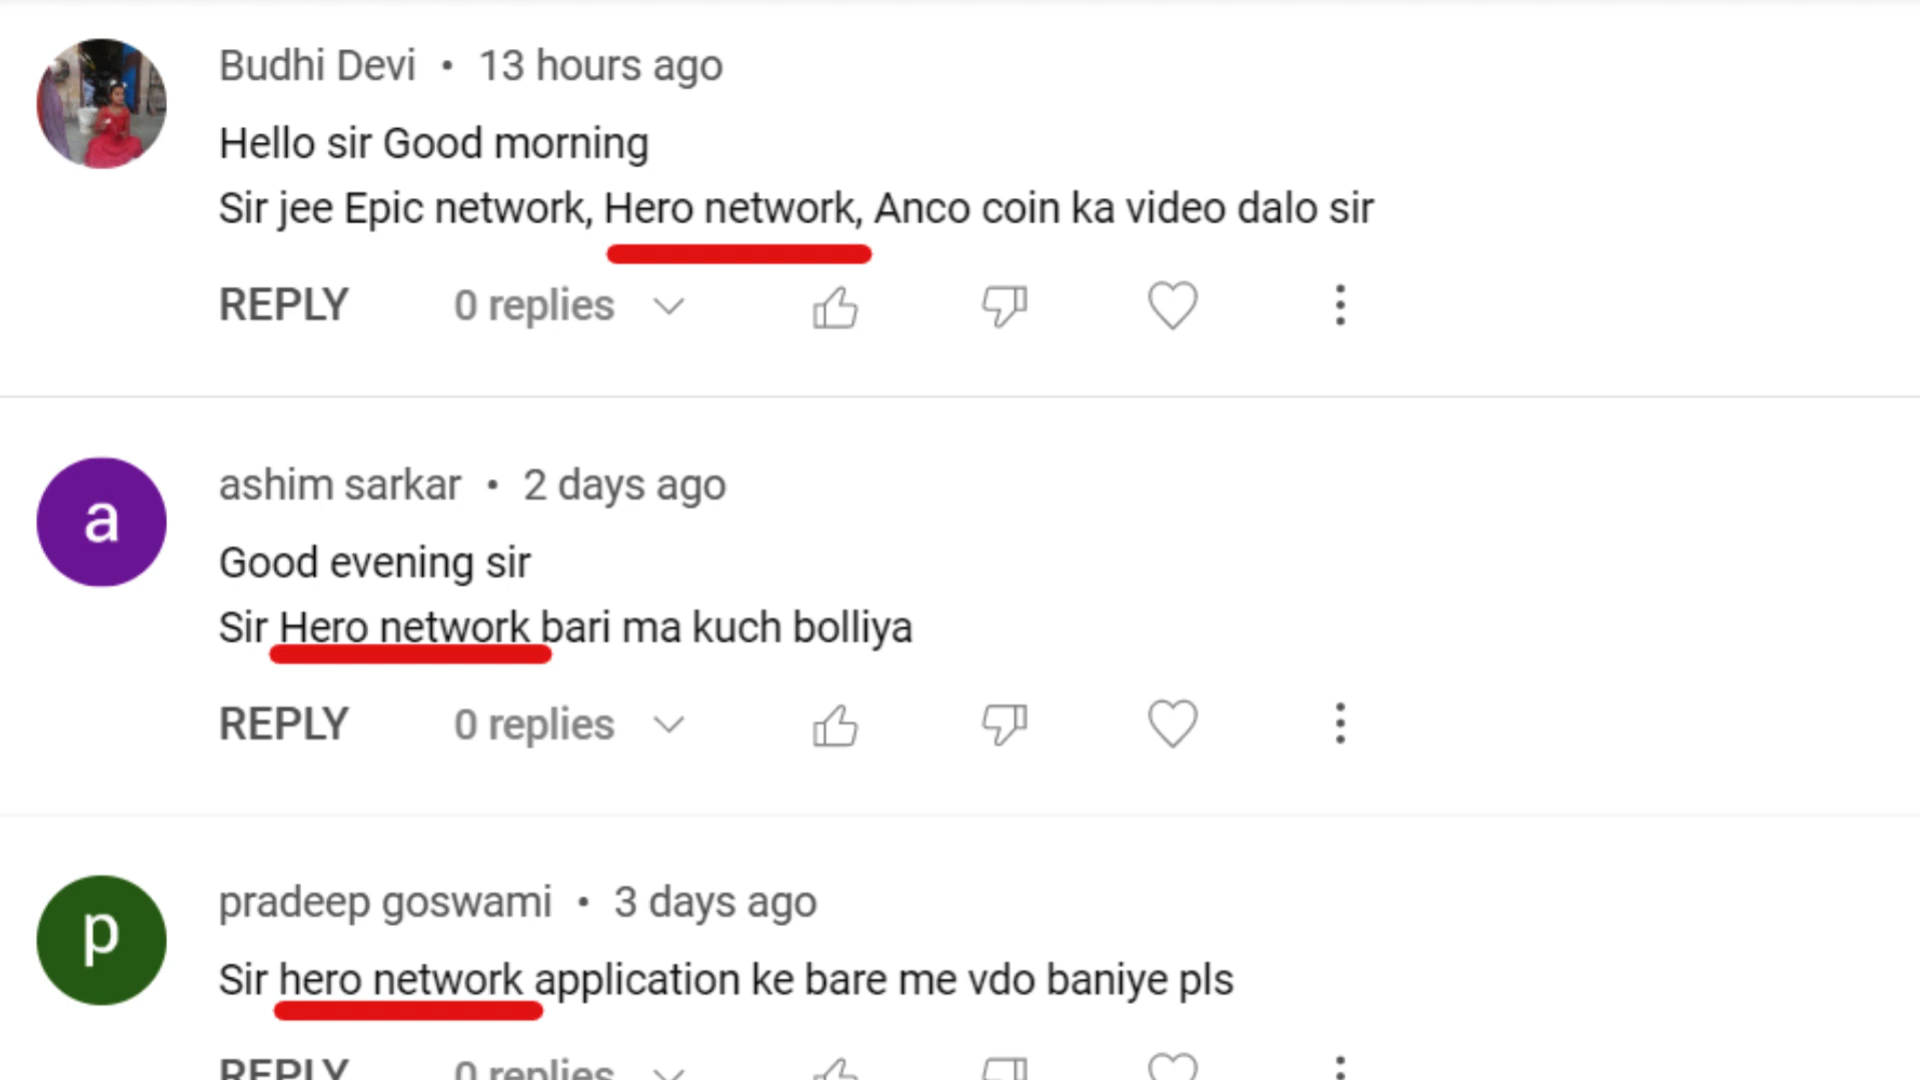 Budhi Devi • 13 hours ago
Hello sir Good morning
Sir jee Epic network, Hero network, Anco coin ka video dalo sir
REPLY 0 replies
a
ashim sarkar • 2 days ago
Good evening sir
Sir Hero network bari ma kuch bolliya
REPLY 0 replies
p
pradeep goswami • 3 days ago
Sir hero network application ke bare me vdo baniye pls
REPLY 0 replies